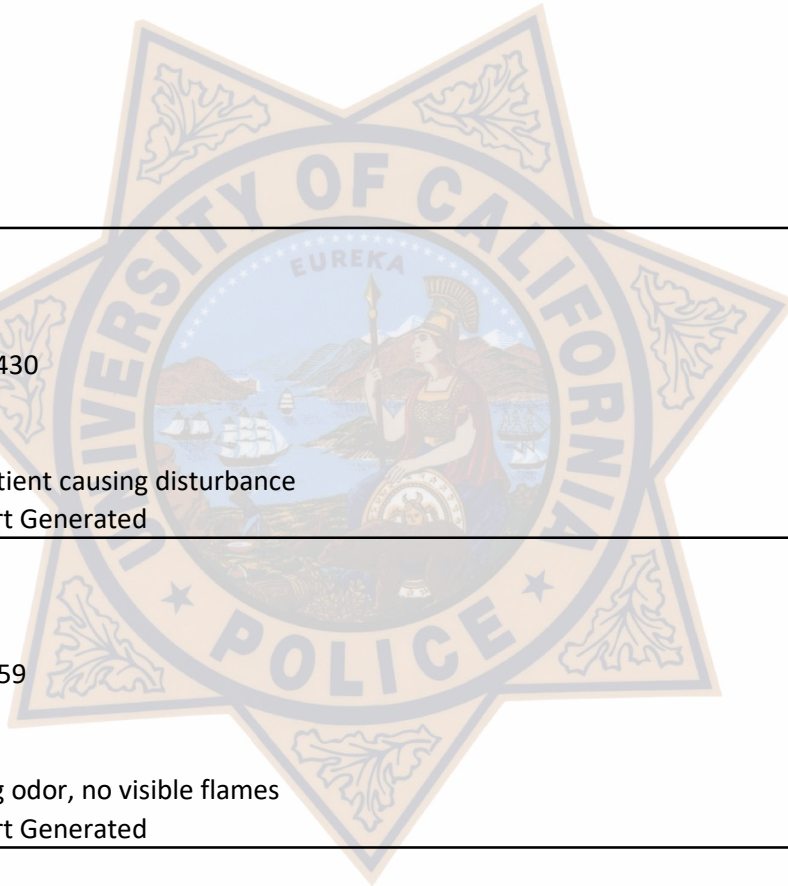 UNIVERSITY OF CALIFORNIA
EUREKA
430
tient causing disturbance
rt Generated
POLICE
59
g odor, no visible flames
rt Generated